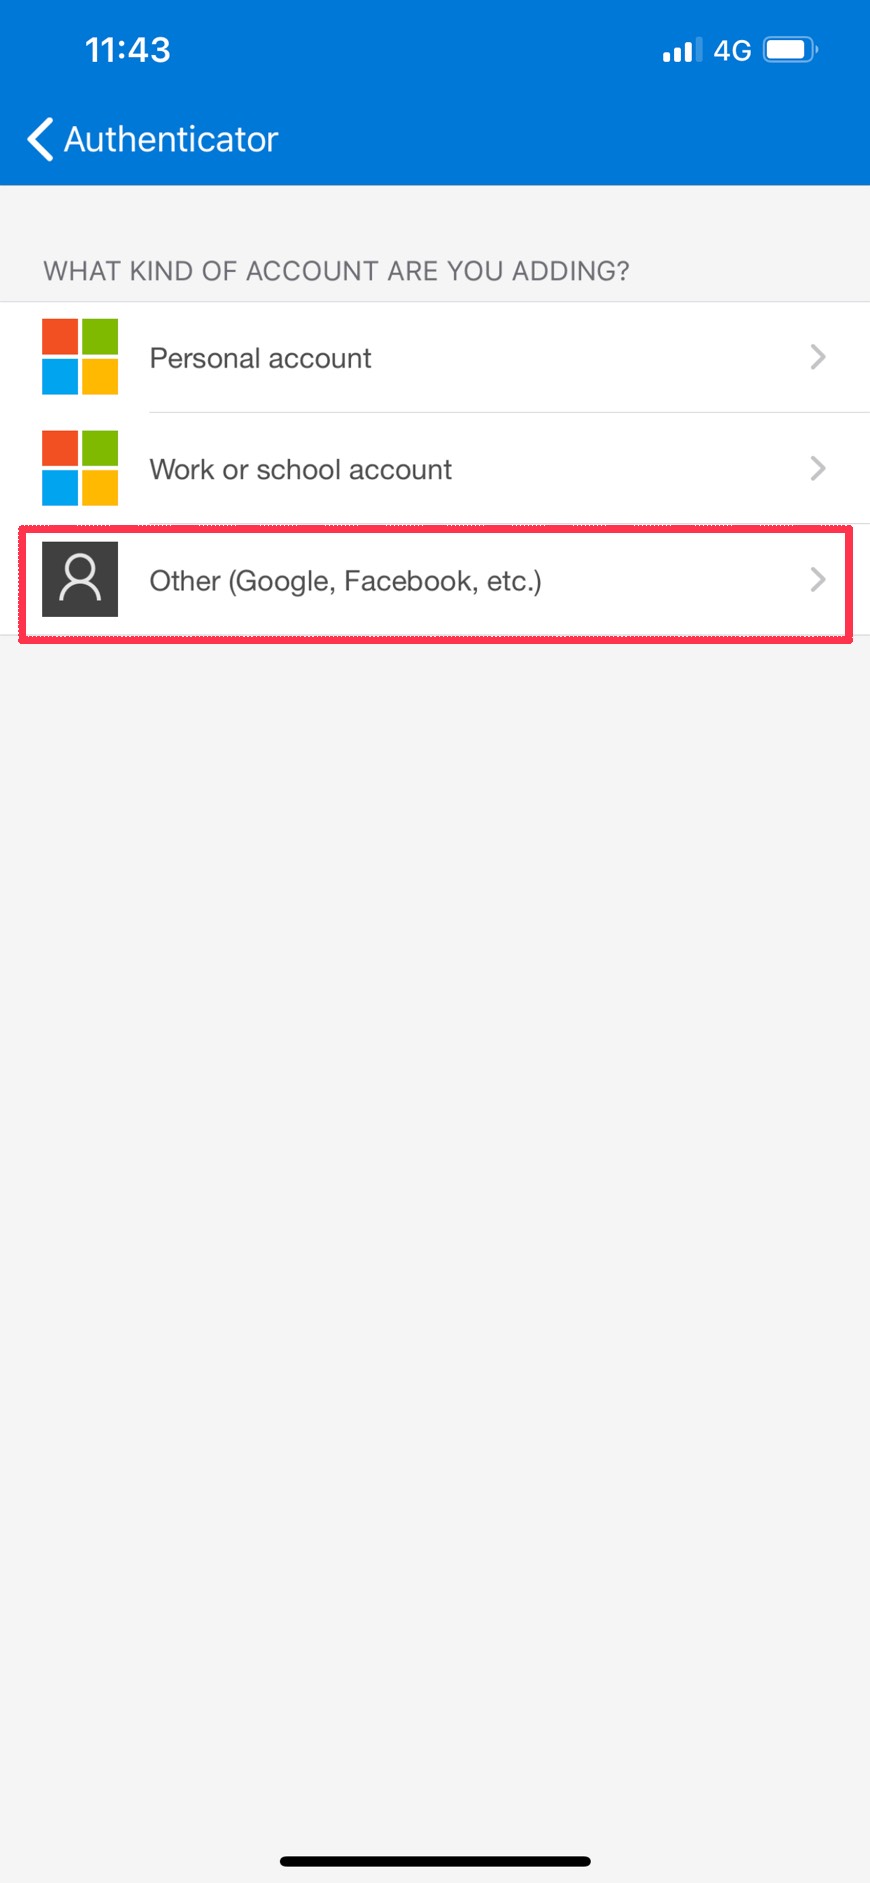 11:43
4G
Authenticator
WHAT KIND OF ACCOUNT ARE YOU ADDING?
Personal account
Work or school account
Other (Google, Facebook, etc.)